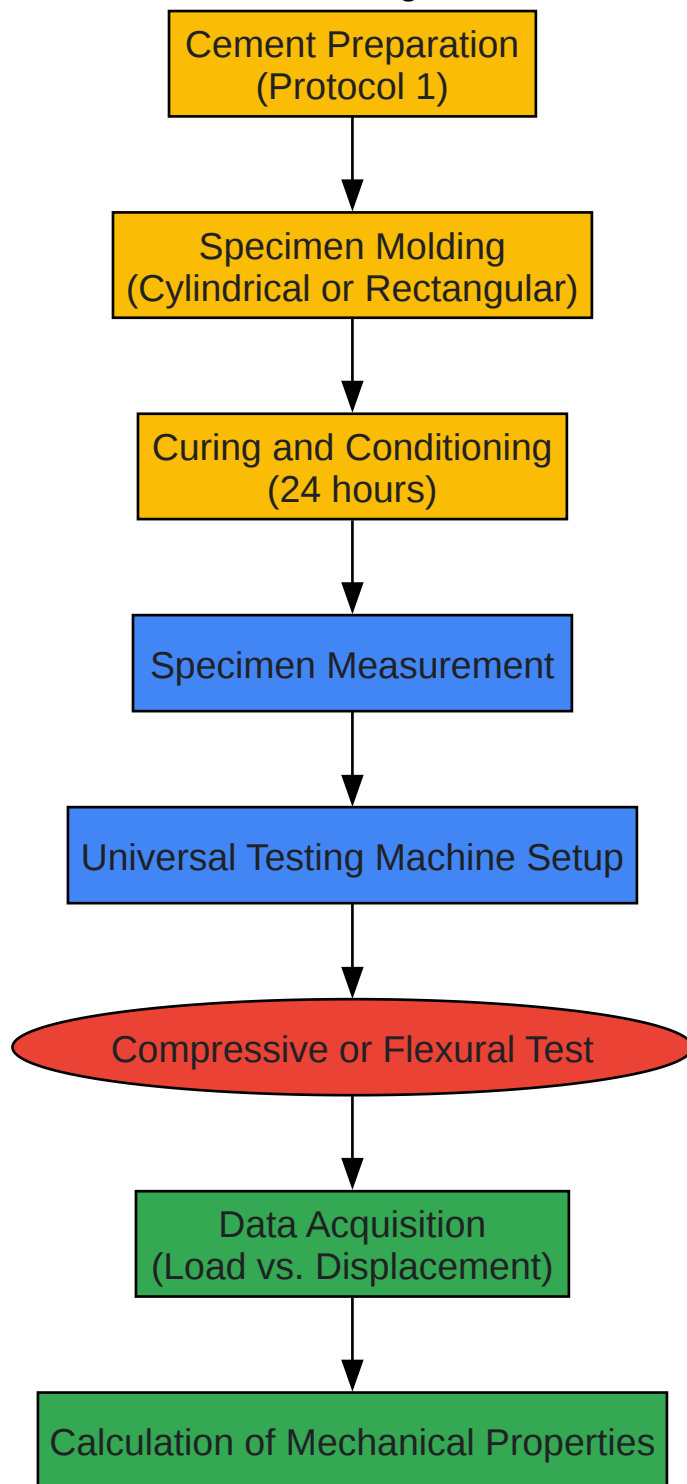 Cement Preparation
(Protocol 1)
Specimen Molding
(Cylindrical or Rectangular)
Curing and Conditioning
(24 hours)
Specimen Measurement
Universal Testing Machine Setup
Compressive or Flexural Test
Data Acquisition
(Load vs. Displacement)
Calculation of Mechanical Properties